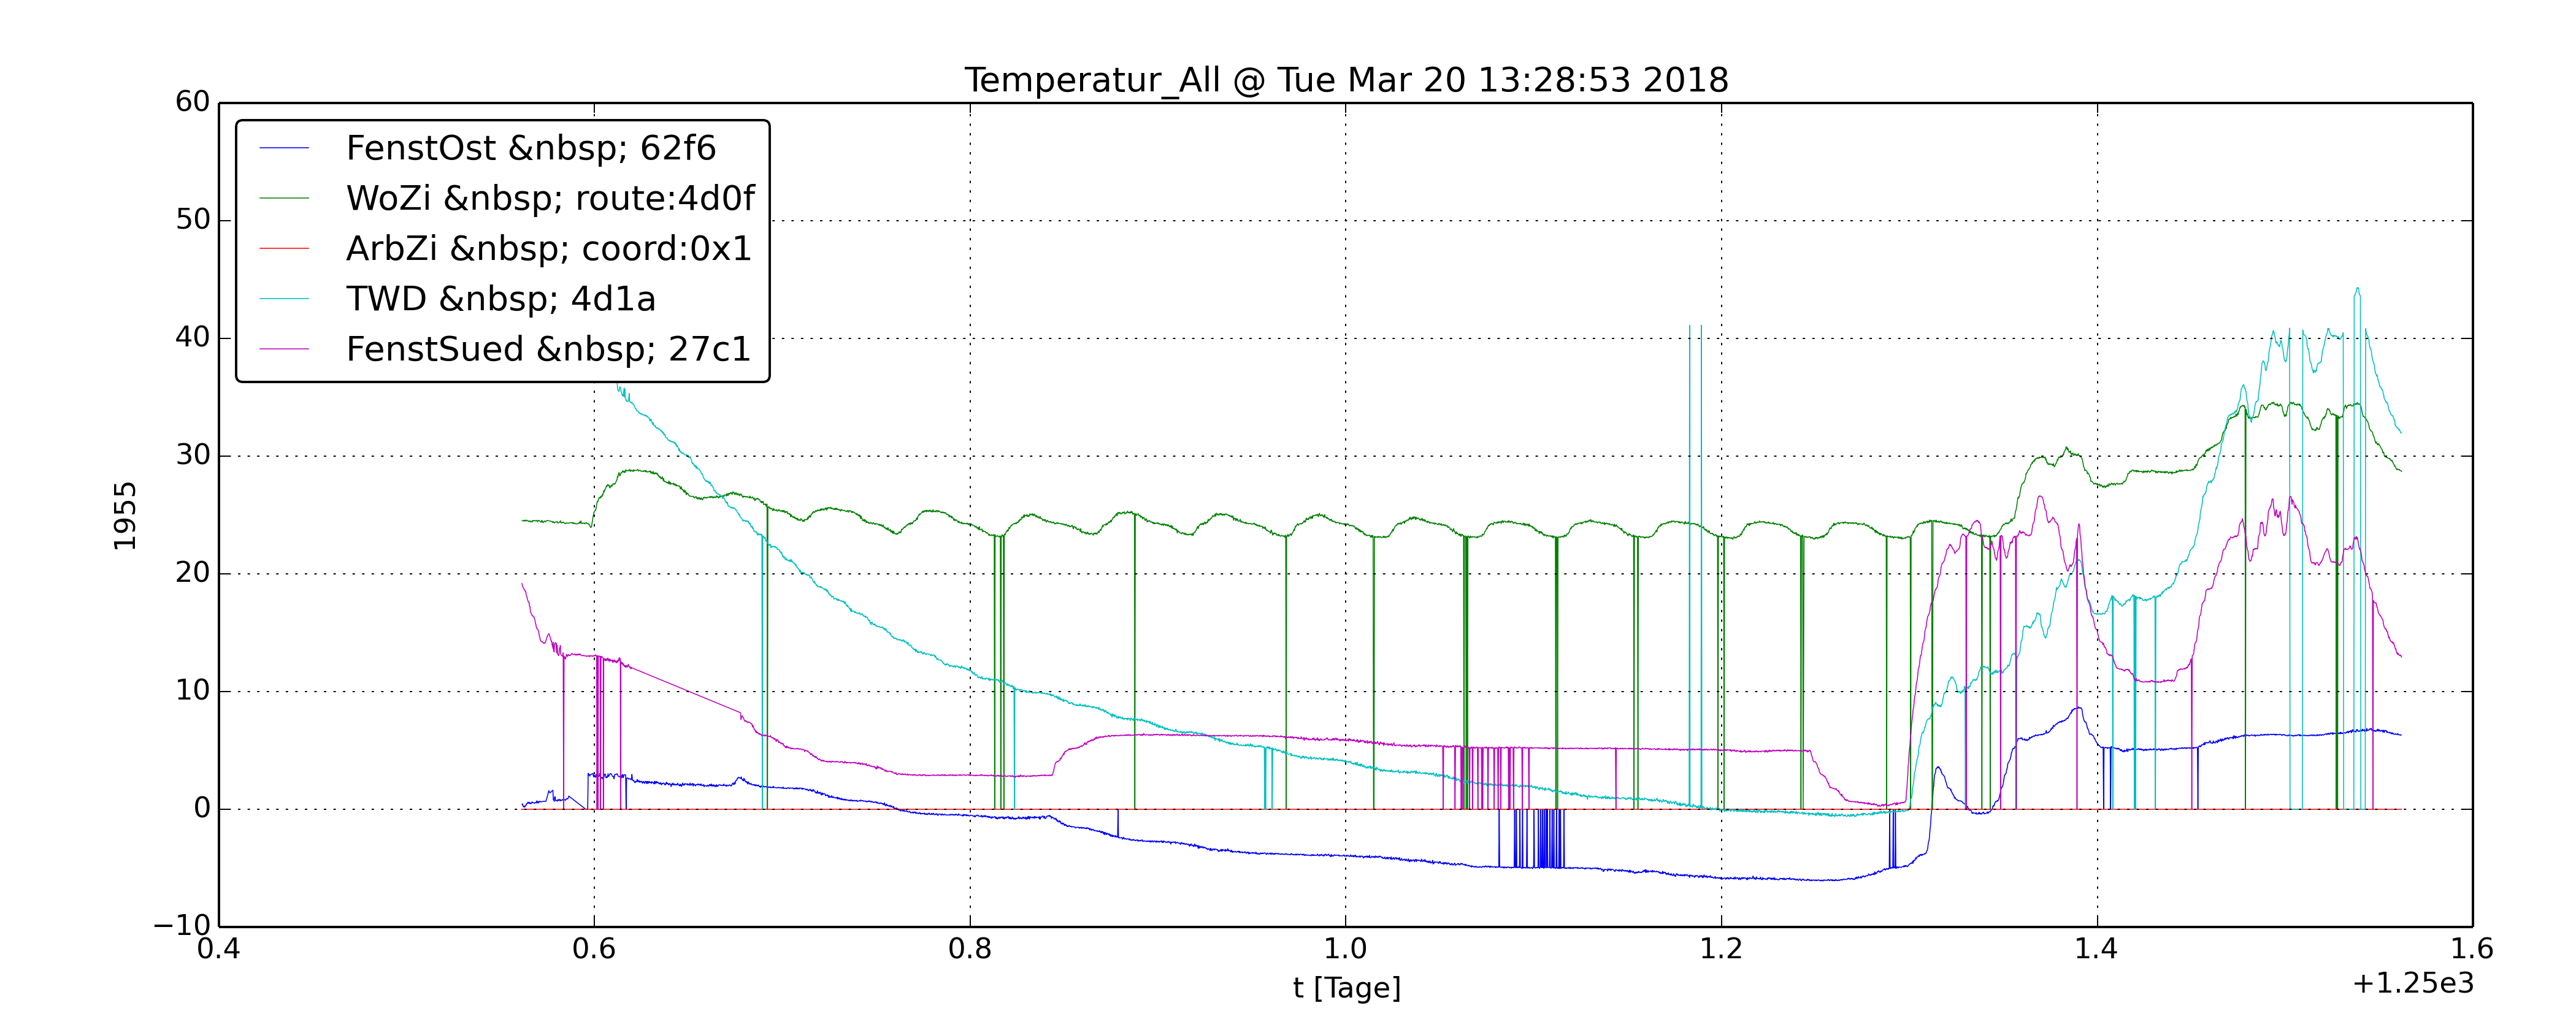 Temperatur_All @ Tue Mar 20 13:28:53 2018
60
50
40
30
20
10
0
−10
1955
FenstOst &nbsp; 62f6
WoZi &nbsp; route:4d0f
ArbZi &nbsp; coord:0x1
TWD &nbsp; 4d1a
FenstSued &nbsp; 27c1
0.4 0.6 0.8 1.0 1.2 1.4 1.6
+1.25e3
t [Tage]